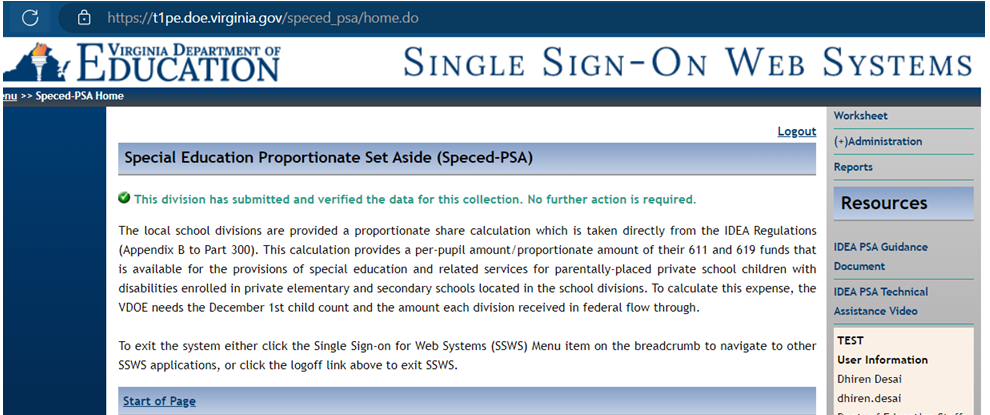 https://t1pe.doe.virginia.gov/speced_psa/home.do
VIRGINIA DEPARTMENT OF
EDUCATION
SINGLE SIGN-ON WEB SYSTEMS
enu >> Speced-PSA Home
Logout
Special Education Proportionate Set Aside (Speced-PSA)
This division has submitted and verified the data for this collection. No further action is required.
The local school divisions are provided a proportionate share calculation which is taken directly from the IDEA Regulations
(Appendix B to Part 300). This calculation provides a per-pupil amount/proportionate amount of their 611 and 619 funds that
is available for the provisions of special education and related services for parentally-placed private school children with
disabilities enrolled in private elementary and secondary schools located in the school divisions. To calculate this expense, the
VDOE needs the December 1st child count and the amount each division received in federal flow through.
To exit the system either click the Single Sign-on for Web Systems (SSWS) Menu item on the breadcrumb to navigate to other
SSWS applications, or click the logoff link above to exit SSWS.
Start of Page
Worksheet
(+)Administration
Reports
Resources
IDEA PSA Guidance
Document
IDEA PSA Technical
Assistance Video
TEST
User Information
Dhiren Desai
dhiren.desai